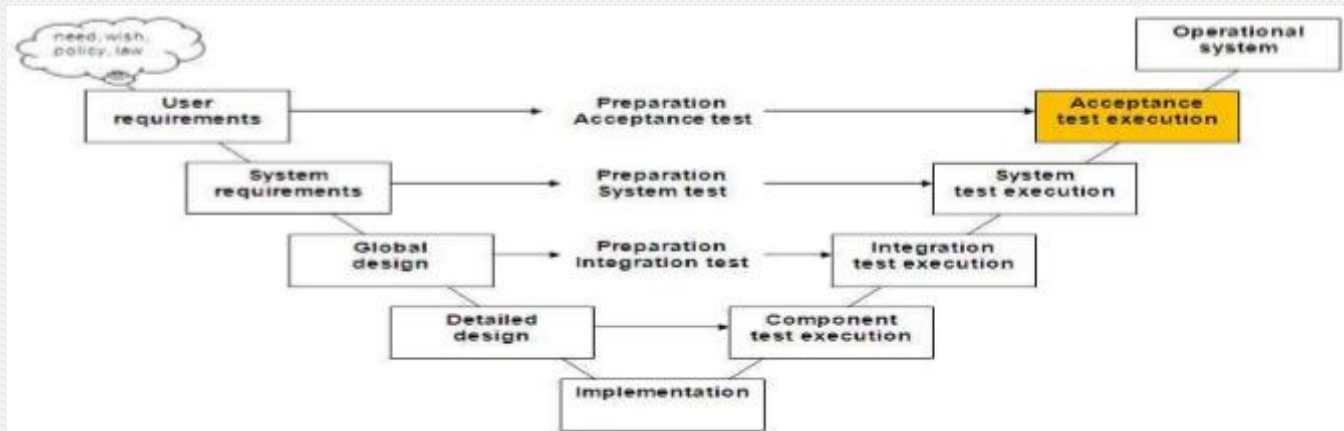 need, wish,
policy, law
Operational
system
User
requirements
Preparation
Acceptance test
Acceptance
test execution
System
requirements
Preparation
System test
System
test execution
Global
design
Preparation
Integration test
Integration
test execution
Detailed
design
Component
test execution
Implementation